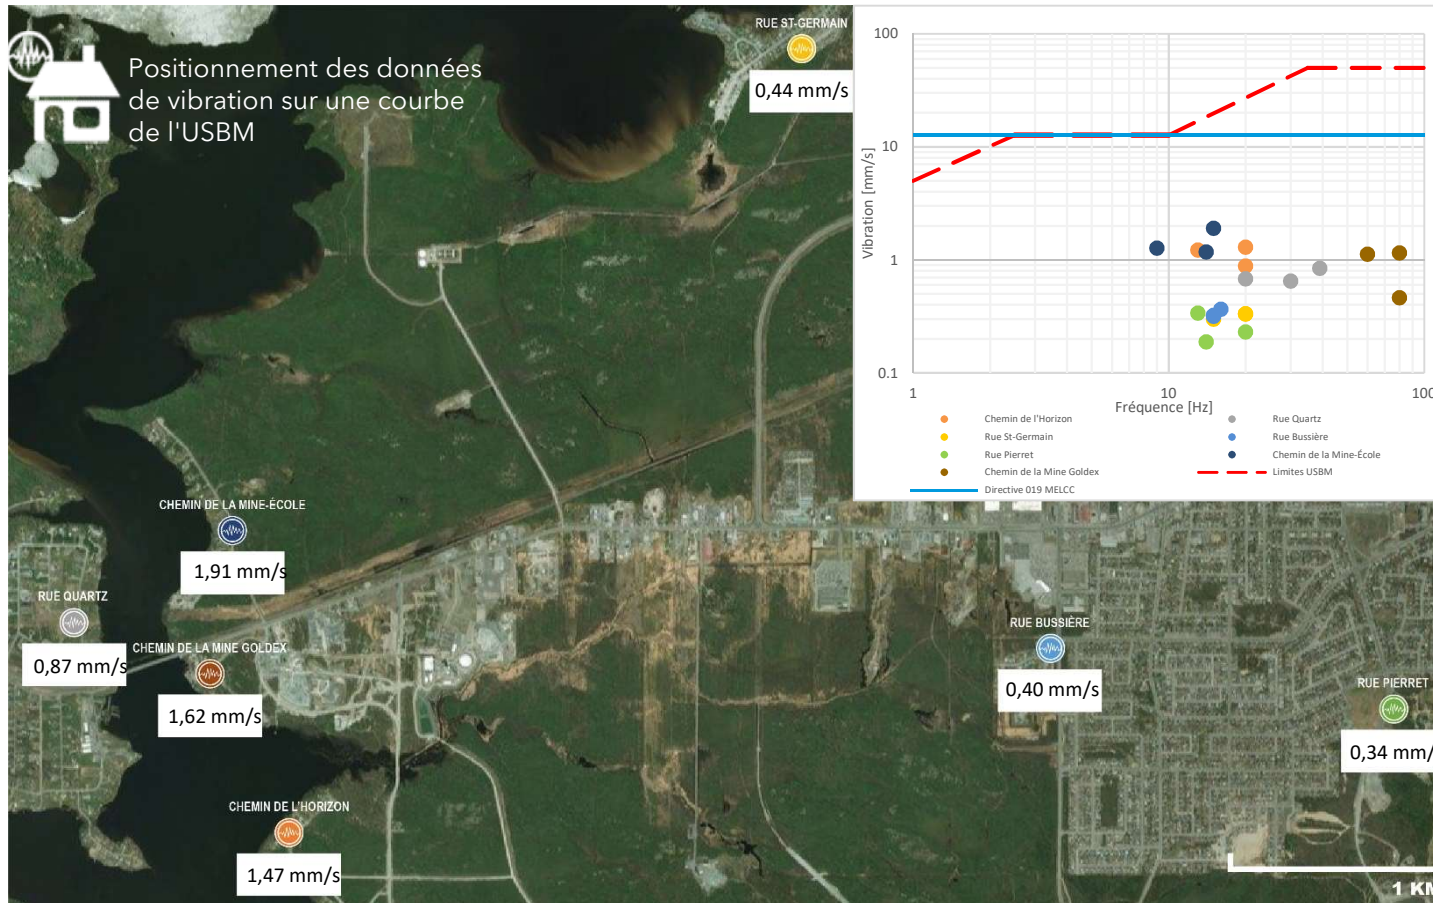 Positionnement des données
de vibration sur une courbe
de l'USBM
RUE ST-GERMAIN
0,44 mm/s
CHEMIN DE LA MINE-ÉCOLE
1,91 mm/s
RUE QUARTZ
0,87 mm/s
CHEMIN DE LA MINE GOLDEX
1,62 mm/s
CHEMIN DE L'HORIZON
1,47 mm/s
RUE BUSSIÈRE
0,40 mm/s
RUE PIERRET
0,34 mm/
1 KM
Vibration [mm/s]
100
10
1
0.1
1
10
100
Fréquence [Hz]
Chemin de l'Horizon
Rue Quartz
Rue St-Germain
Rue Bussière
Rue Pierret
Chemin de la Mine-École
Chemin de la Mine Goldex
Limites USBM
Directive 019 MELCC